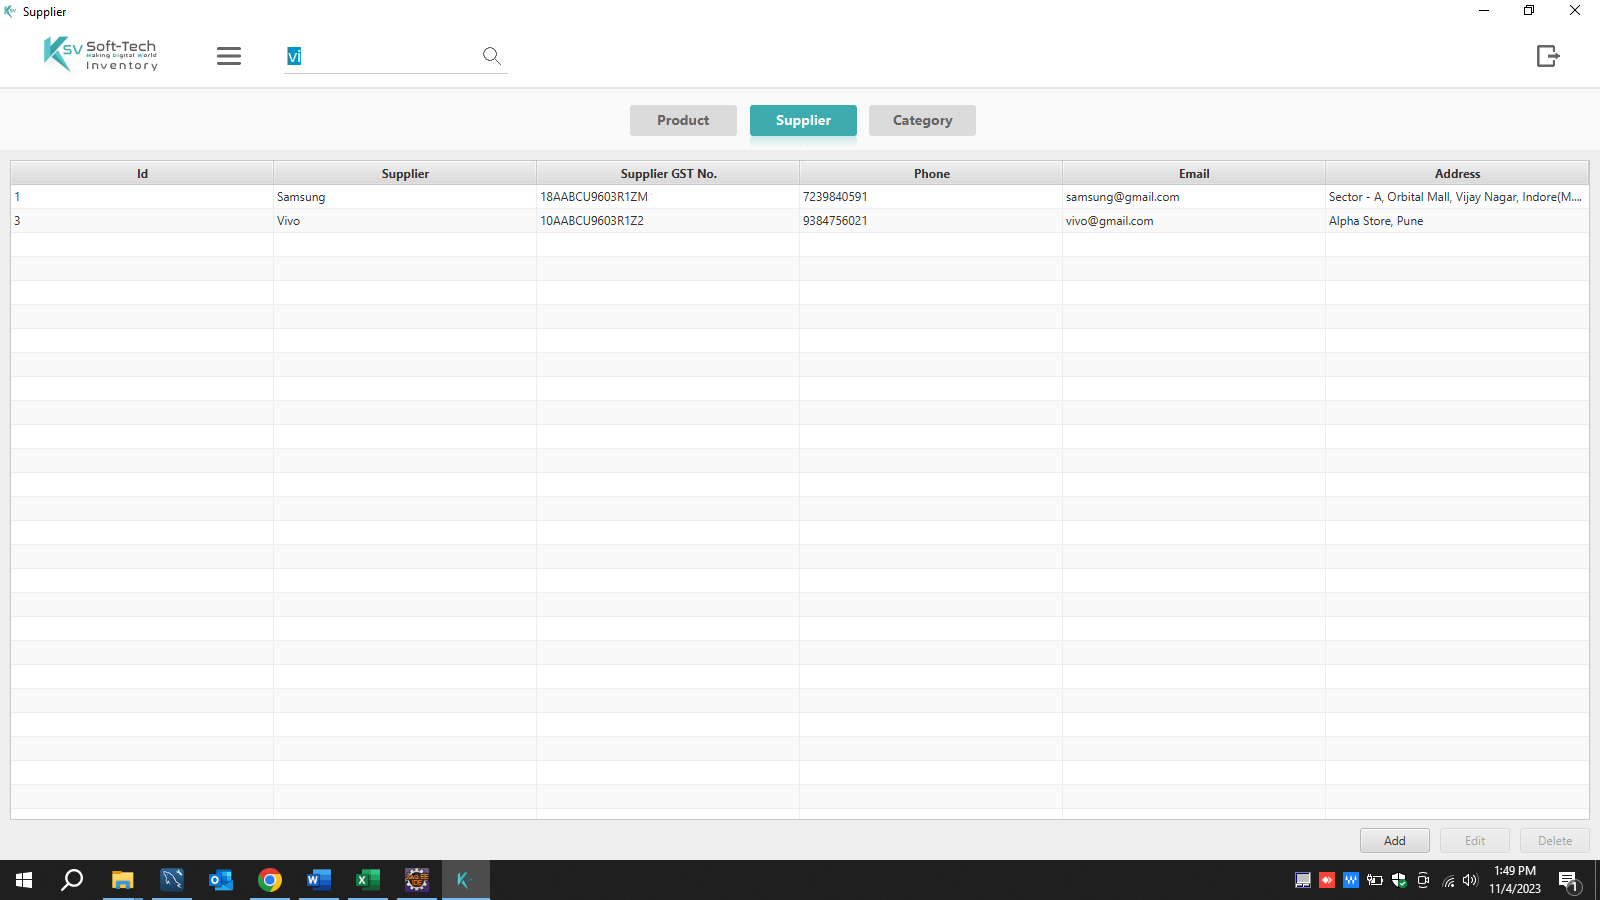 Supplier
Ksv Soft-Tech
Making Digital World
Inventory
vi
Product Supplier Category
Id Supplier Supplier GST No. Phone Email Address
1 Samsung 18AABCU9603R1ZM 7239840591 samsung@gmail.com Sector - A, Orbital Mall, Vijay Nagar, Indore(M....
3 Vivo 10AABCU9603R1Z2 9384756021 vivo@gmail.com Alpha Store, Pune
Add Edit Delete
1:49 PM
11/4/2023
1